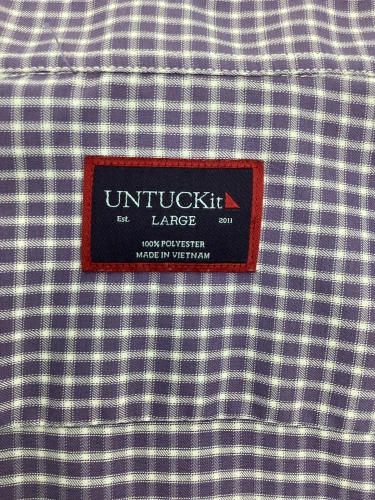 UNTUCKit
Est. LARGE 2011
100% POLYESTER
MADE IN VIETNAM